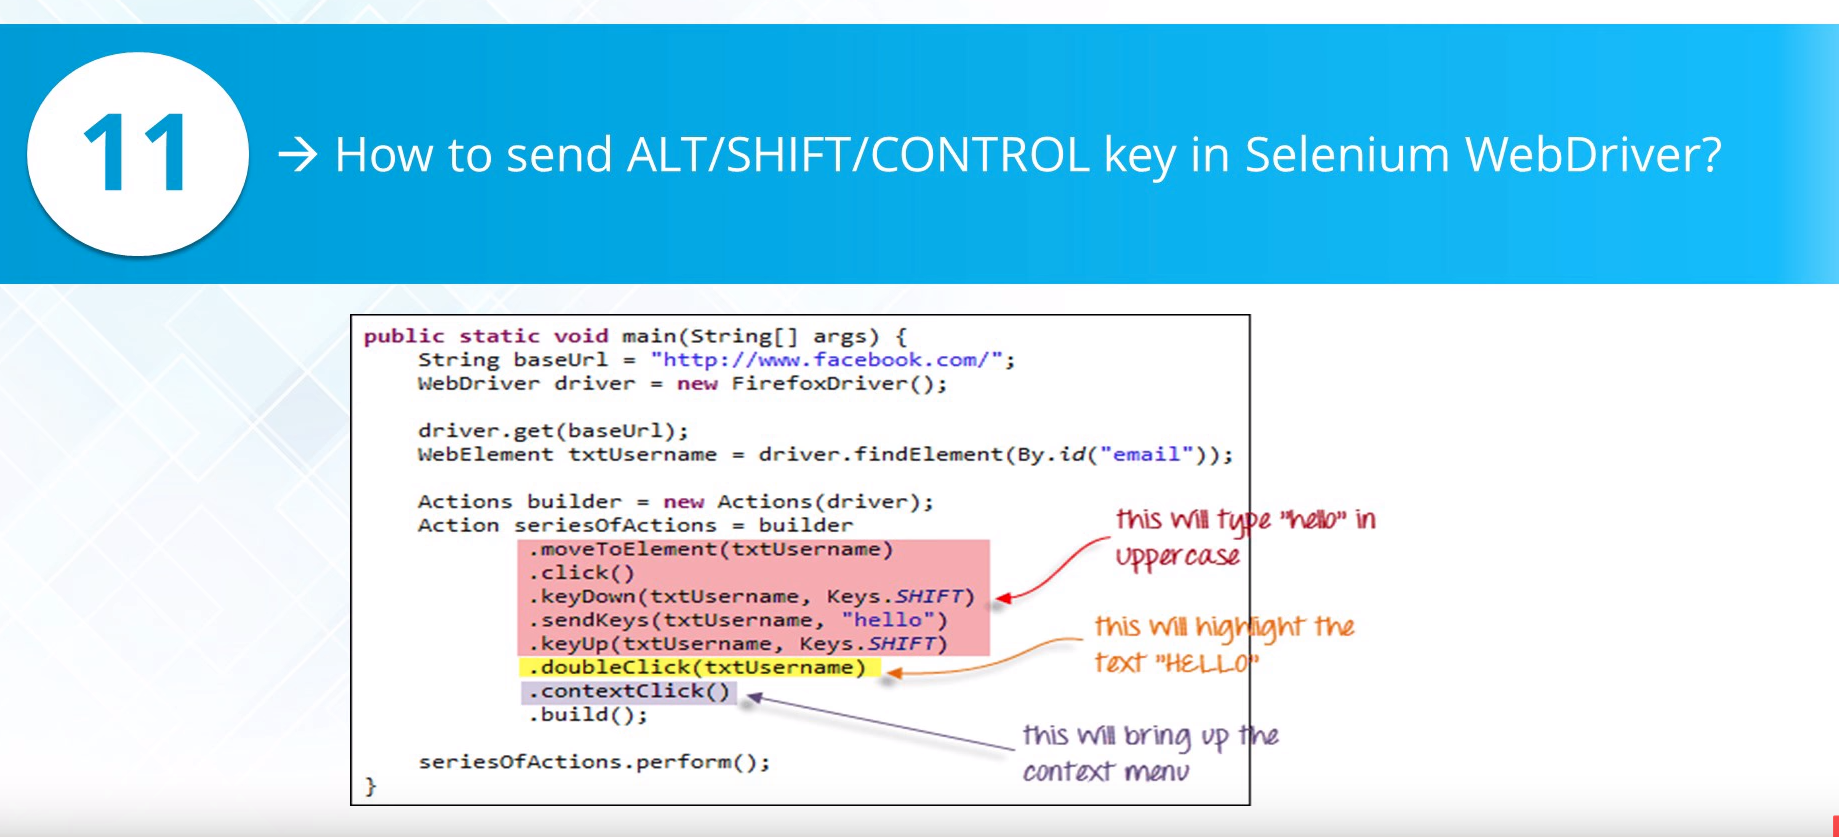 11
→ How to send ALT/SHIFT/CONTROL key in Selenium WebDriver?
public static void main(String[] args) {
String baseUrl = "http://www.facebook.com/";
WebDriver driver = new FirefoxDriver();
driver.get(baseUrl);
WebElement txtUsername = driver.findElement(By.id("email"));
Actions builder = new Actions(driver);
Action seriesOfActions = builder
.moveToElement(txtUsername)
.click()
.keyDown(txtUsername, Keys.SHIFT)
.sendKeys(txtUsername, "hello")
.keyUp(txtUsername, Keys.SHIFT)
.doubleClick(txtUsername)
.contextClick()
.build();
seriesOfActions.perform();
}
this will type "hello" in
uppercase
this will highlight the
text "HELLO"
this will bring up the
context menu